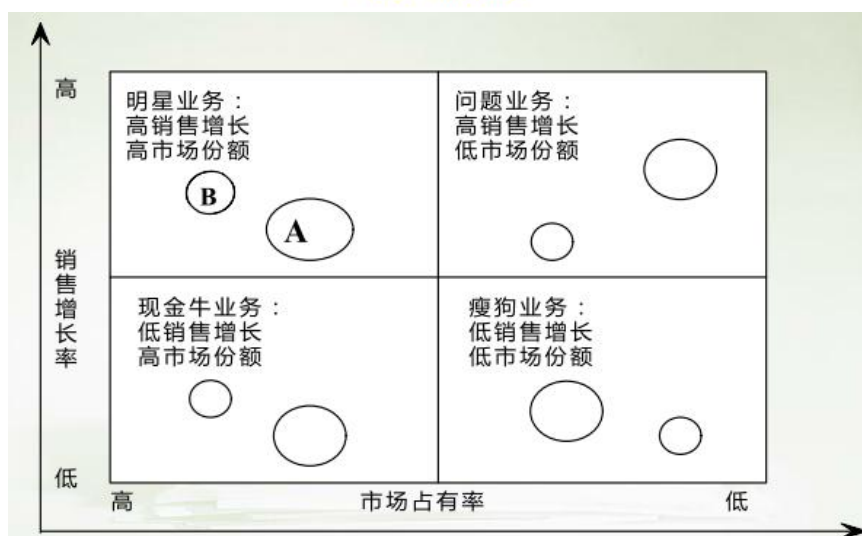 高
明星业务：
高销售增长
高市场份额
B
A
问题业务：
高销售增长
低市场份额
销售增长率
现金牛业务：
低销售增长
高市场份额
瘦狗业务：
低销售增长
低市场份额
低
高
市场占有率
低